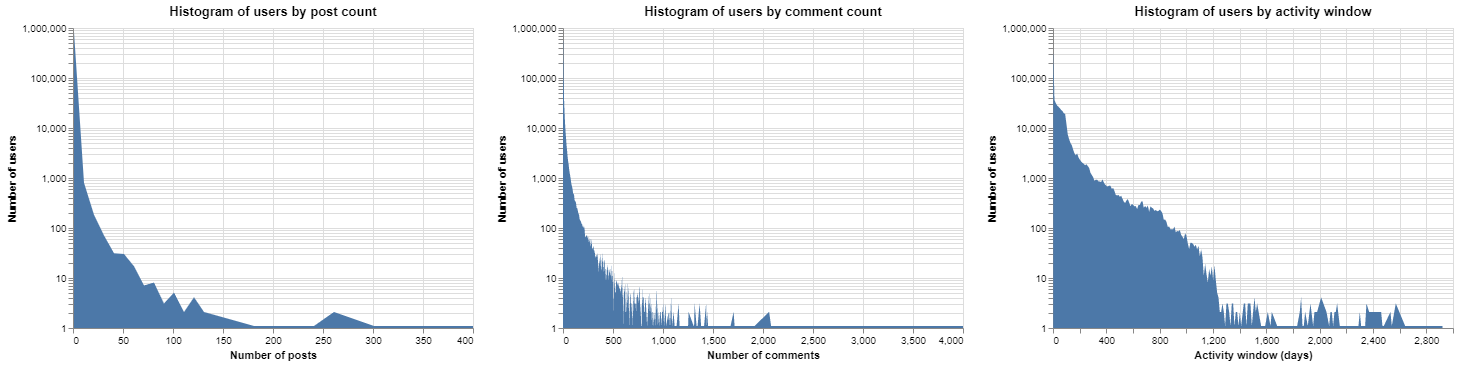 Histogram of users by post count
Number of users
1,000,000
100,000
10,000
1,000
100
10
1
0 50 100 150 200 250 300 350 400
Number of posts
Histogram of users by comment count
Number of users
1,000,000
100,000
10,000
1,000
100
10
1
0 500 1,000 1,500 2,000 2,500 3,000 3,500 4,000
Number of comments
Histogram of users by activity window
Number of users
1,000,000
100,000
10,000
1,000
100
10
1
0 400 800 1,200 1,600 2,000 2,400 2,800
Activity window (days)